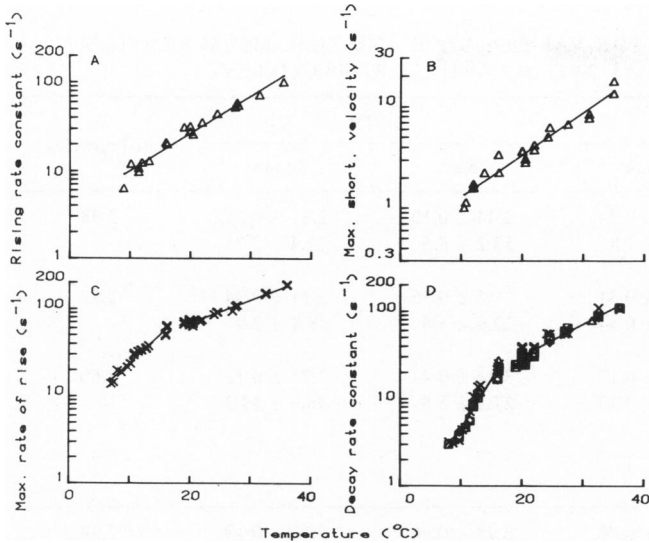 A
Rising rate constant (s⁻¹)
200
100
10
1
B
Max. short. velocity (s⁻¹)
30
10
1
0.3
C
Max. rate of rise (s⁻¹)
200
100
10
1
0
20
40
D
Decay rate constant (s⁻¹)
200
100
10
1
0
20
40
Temperature (°C)